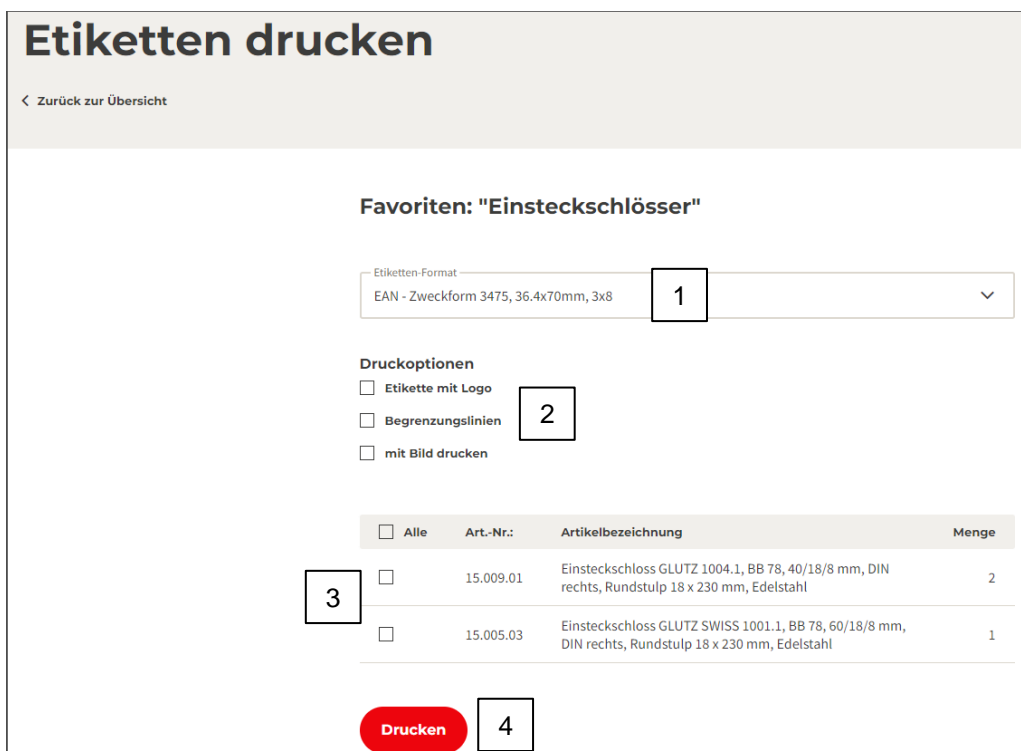 Etiketten drucken
Zurück zur Übersicht
Favoriten: "Einsteckschlösser"
Etiketten-Format
EAN - Zweckform 3475, 36.4x70mm, 3x8
1
Druckoptionen
Etikette mit Logo
Begrenzungslinien
2
mit Bild drucken
Alle Art.-Nr.: Artikelbezeichnung Menge
15.009.01 Einsteckschloss GLUTZ 1004.1, BB 78, 40/18/8 mm, DIN 2
rechts, Rundstulp 18 x 230 mm, Edelstahl
3
15.005.03 Einsteckschloss GLUTZ SWISS 1001.1, BB 78, 60/18/8 mm, 1
DIN rechts, Rundstulp 18 x 230 mm, Edelstahl
Drucken 4